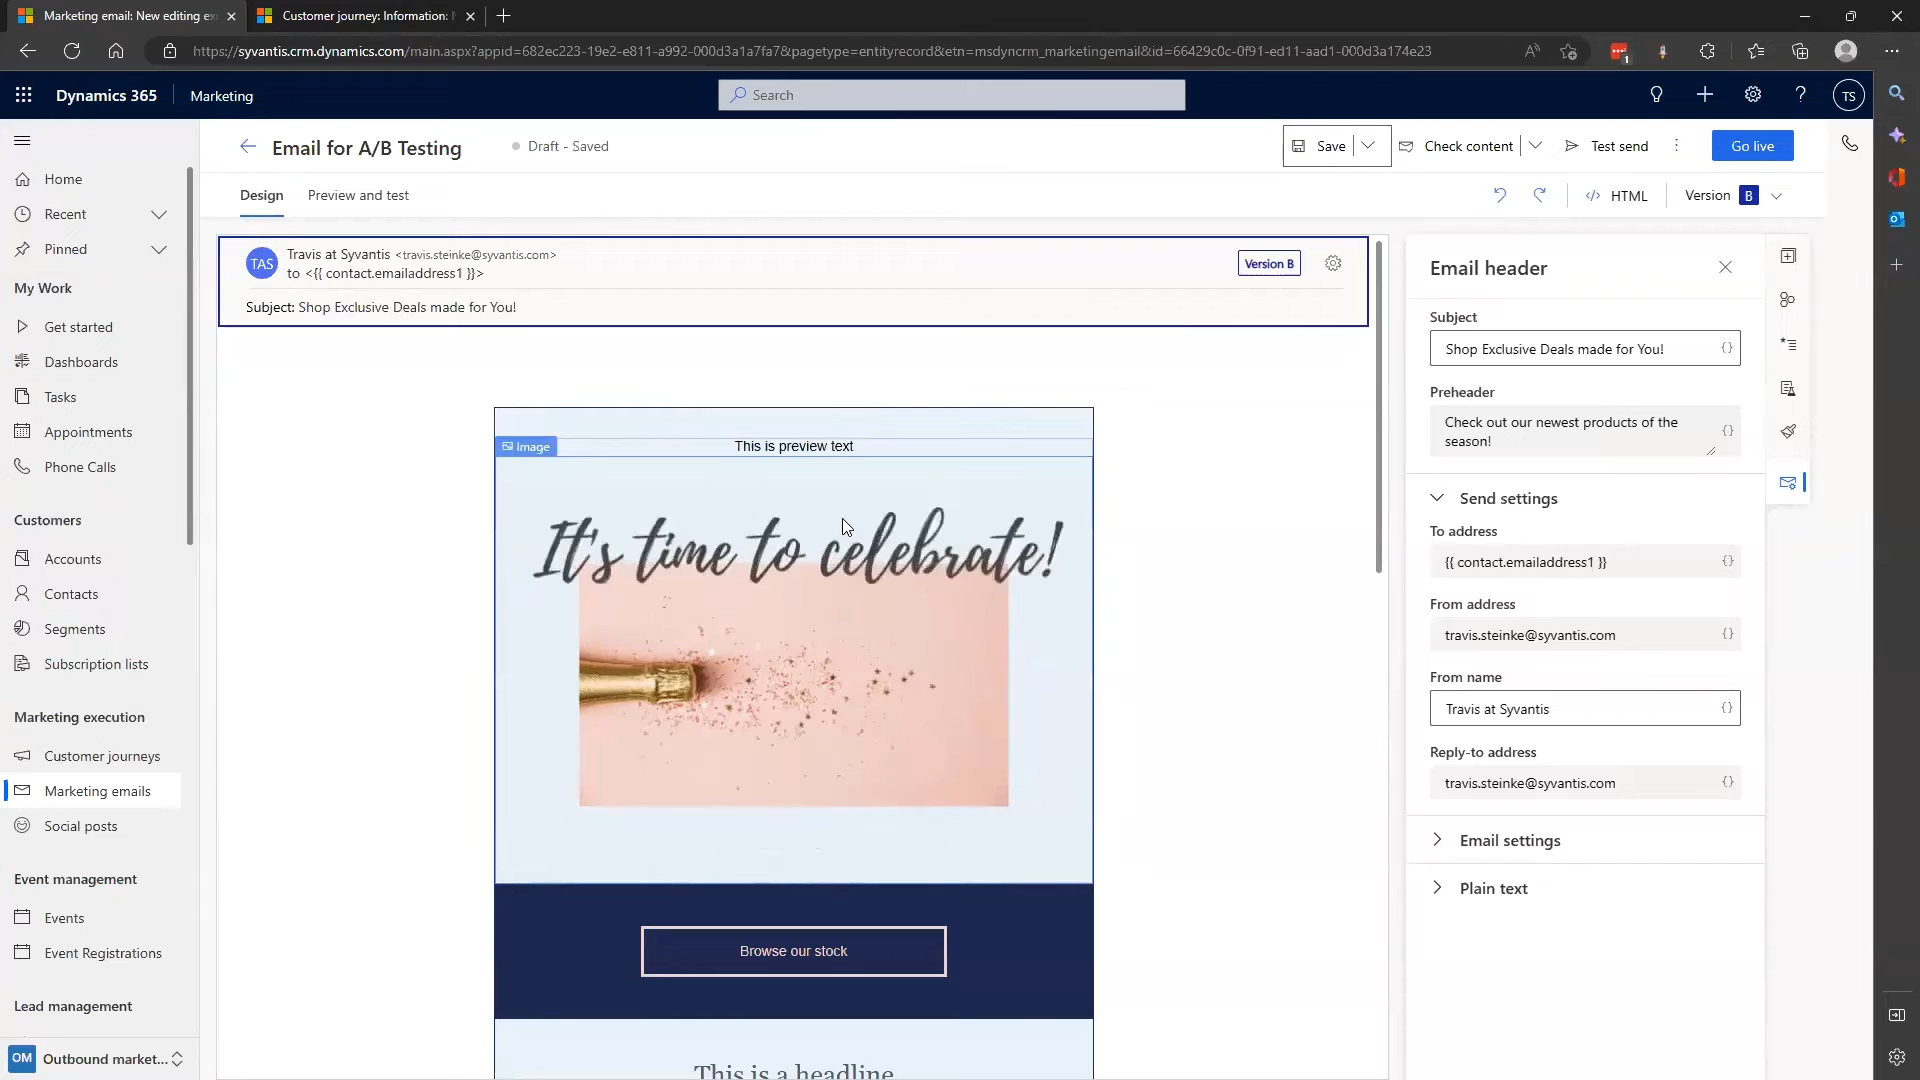 Marketing email: New editing ex
Customer journey: Information: N
https://syvantis.crm.dynamics.com/main.aspx?appid=682ec223-19e2-e811-a992-000d3a1a7fa7&pagetype=entityrecord&etn=msdyncrm_marketingemail&id=66429c0c-0f91-ed11-aad1-000d3a174e23
1
Dynamics 365
Marketing
Search
TS
Email for A/B Testing
Draft - Saved
Save
Check content
Test send
Go live
Design
Preview and test
HTML
Version B
Home
Recent
Pinned
My Work
Get started
Dashboards
Tasks
Appointments
Phone Calls
Customers
Accounts
Contacts
Segments
Subscription lists
Marketing execution
Customer journeys
Marketing emails
Social posts
Event management
Events
Event Registrations
Lead management
OM Outbound market...
TAS
Travis at Syvantis <travis.steinke@syvantis.com>
to <{{ contact.emailaddress1 }}>
Version B
Subject: Shop Exclusive Deals made for You!
Image
This is preview text
It's time to celebrate!
Browse our stock
This is a headline
Email header
Subject
Shop Exclusive Deals made for You!
{}
Preheader
Check out our newest products of the
season!
{}
Send settings
To address
{{ contact.emailaddress1 }}
{}
From address
travis.steinke@syvantis.com
{}
From name
Travis at Syvantis
{}
Reply-to address
travis.steinke@syvantis.com
{}
Email settings
Plain text